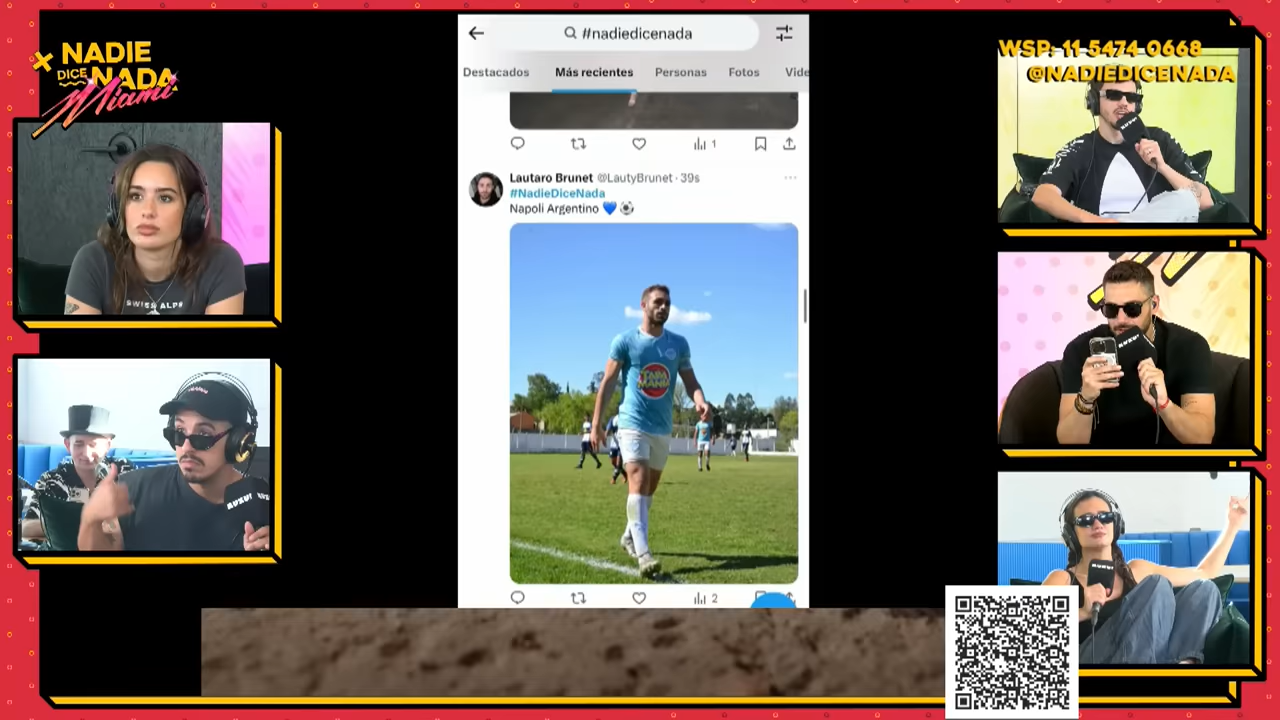 NADIE
DICE NADA
Miami
#nadiedicenada
Destacados
Más recientes
Personas
Fotos
Vide
1
Lautaro Brunet @LautyBrunet · 39s
#NadieDiceNada
Napoli Argentino 💙 ⚽
2
WSP: 11 5474 0668
@NADIEDICENADA
SWISS ALPS